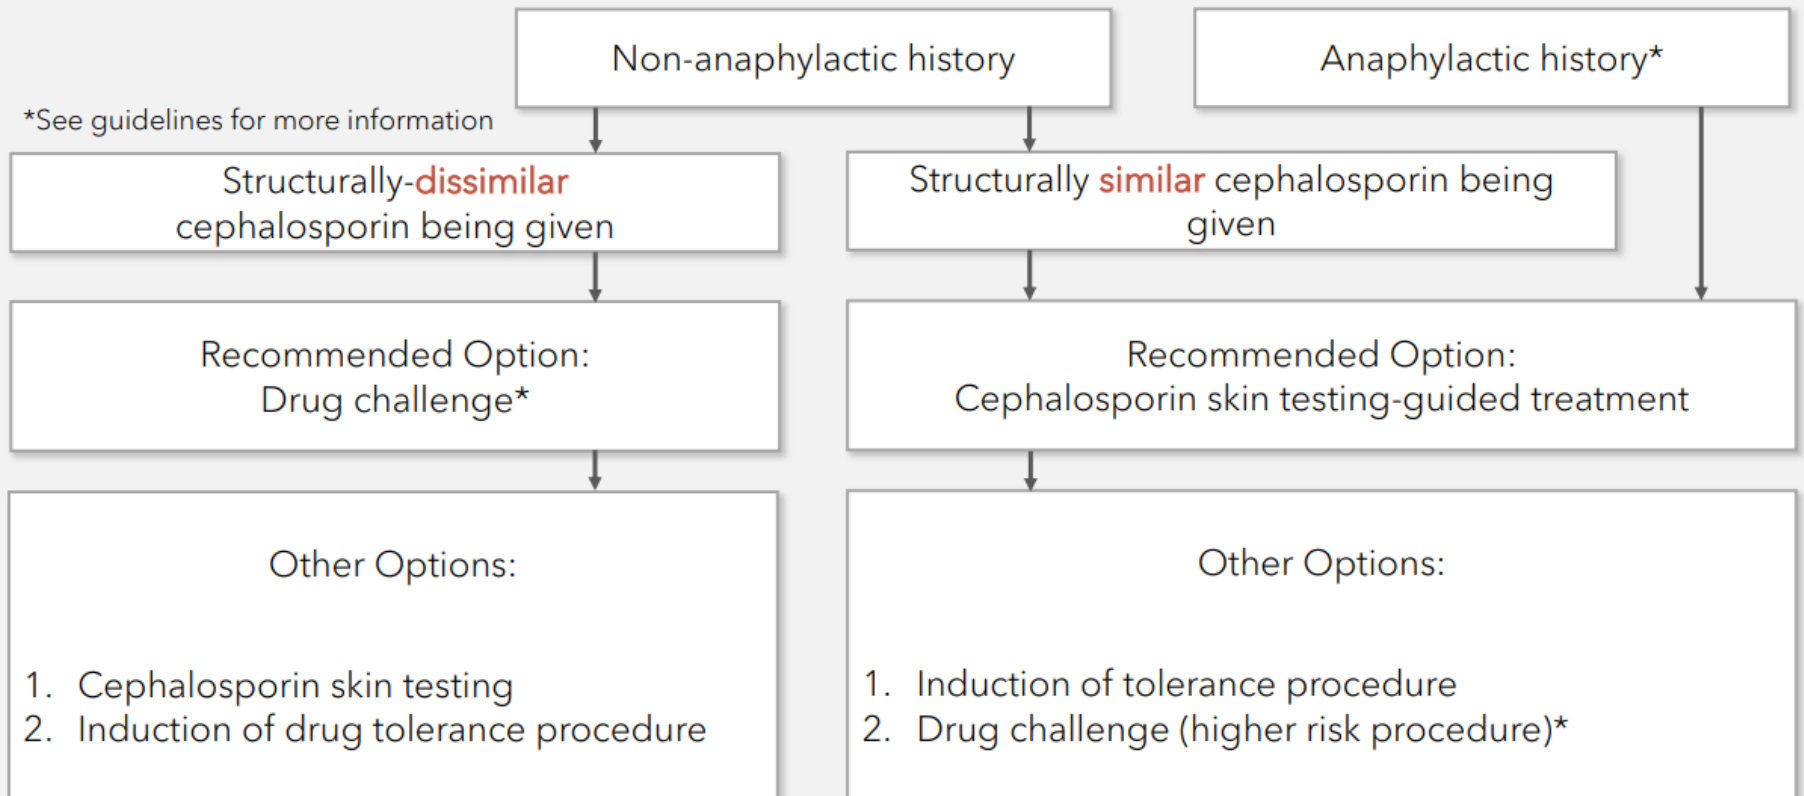 Non-anaphylactic history
Anaphylactic history*
*See guidelines for more information
Structurally-dissimilar
cephalosporin being given
Structurally similar cephalosporin being
given
Recommended Option:
Drug challenge*
Recommended Option:
Cephalosporin skin testing-guided treatment
Other Options:
1. Cephalosporin skin testing
2. Induction of drug tolerance procedure
Other Options:
1. Induction of tolerance procedure
2. Drug challenge (higher risk procedure)*